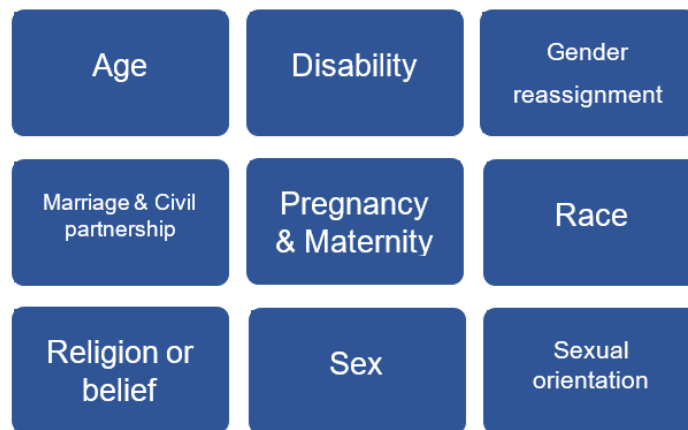 Age
Disability
Gender
reassignment
Marriage & Civil
partnership
Pregnancy
& Maternity
Race
Religion or
belief
Sex
Sexual
orientation